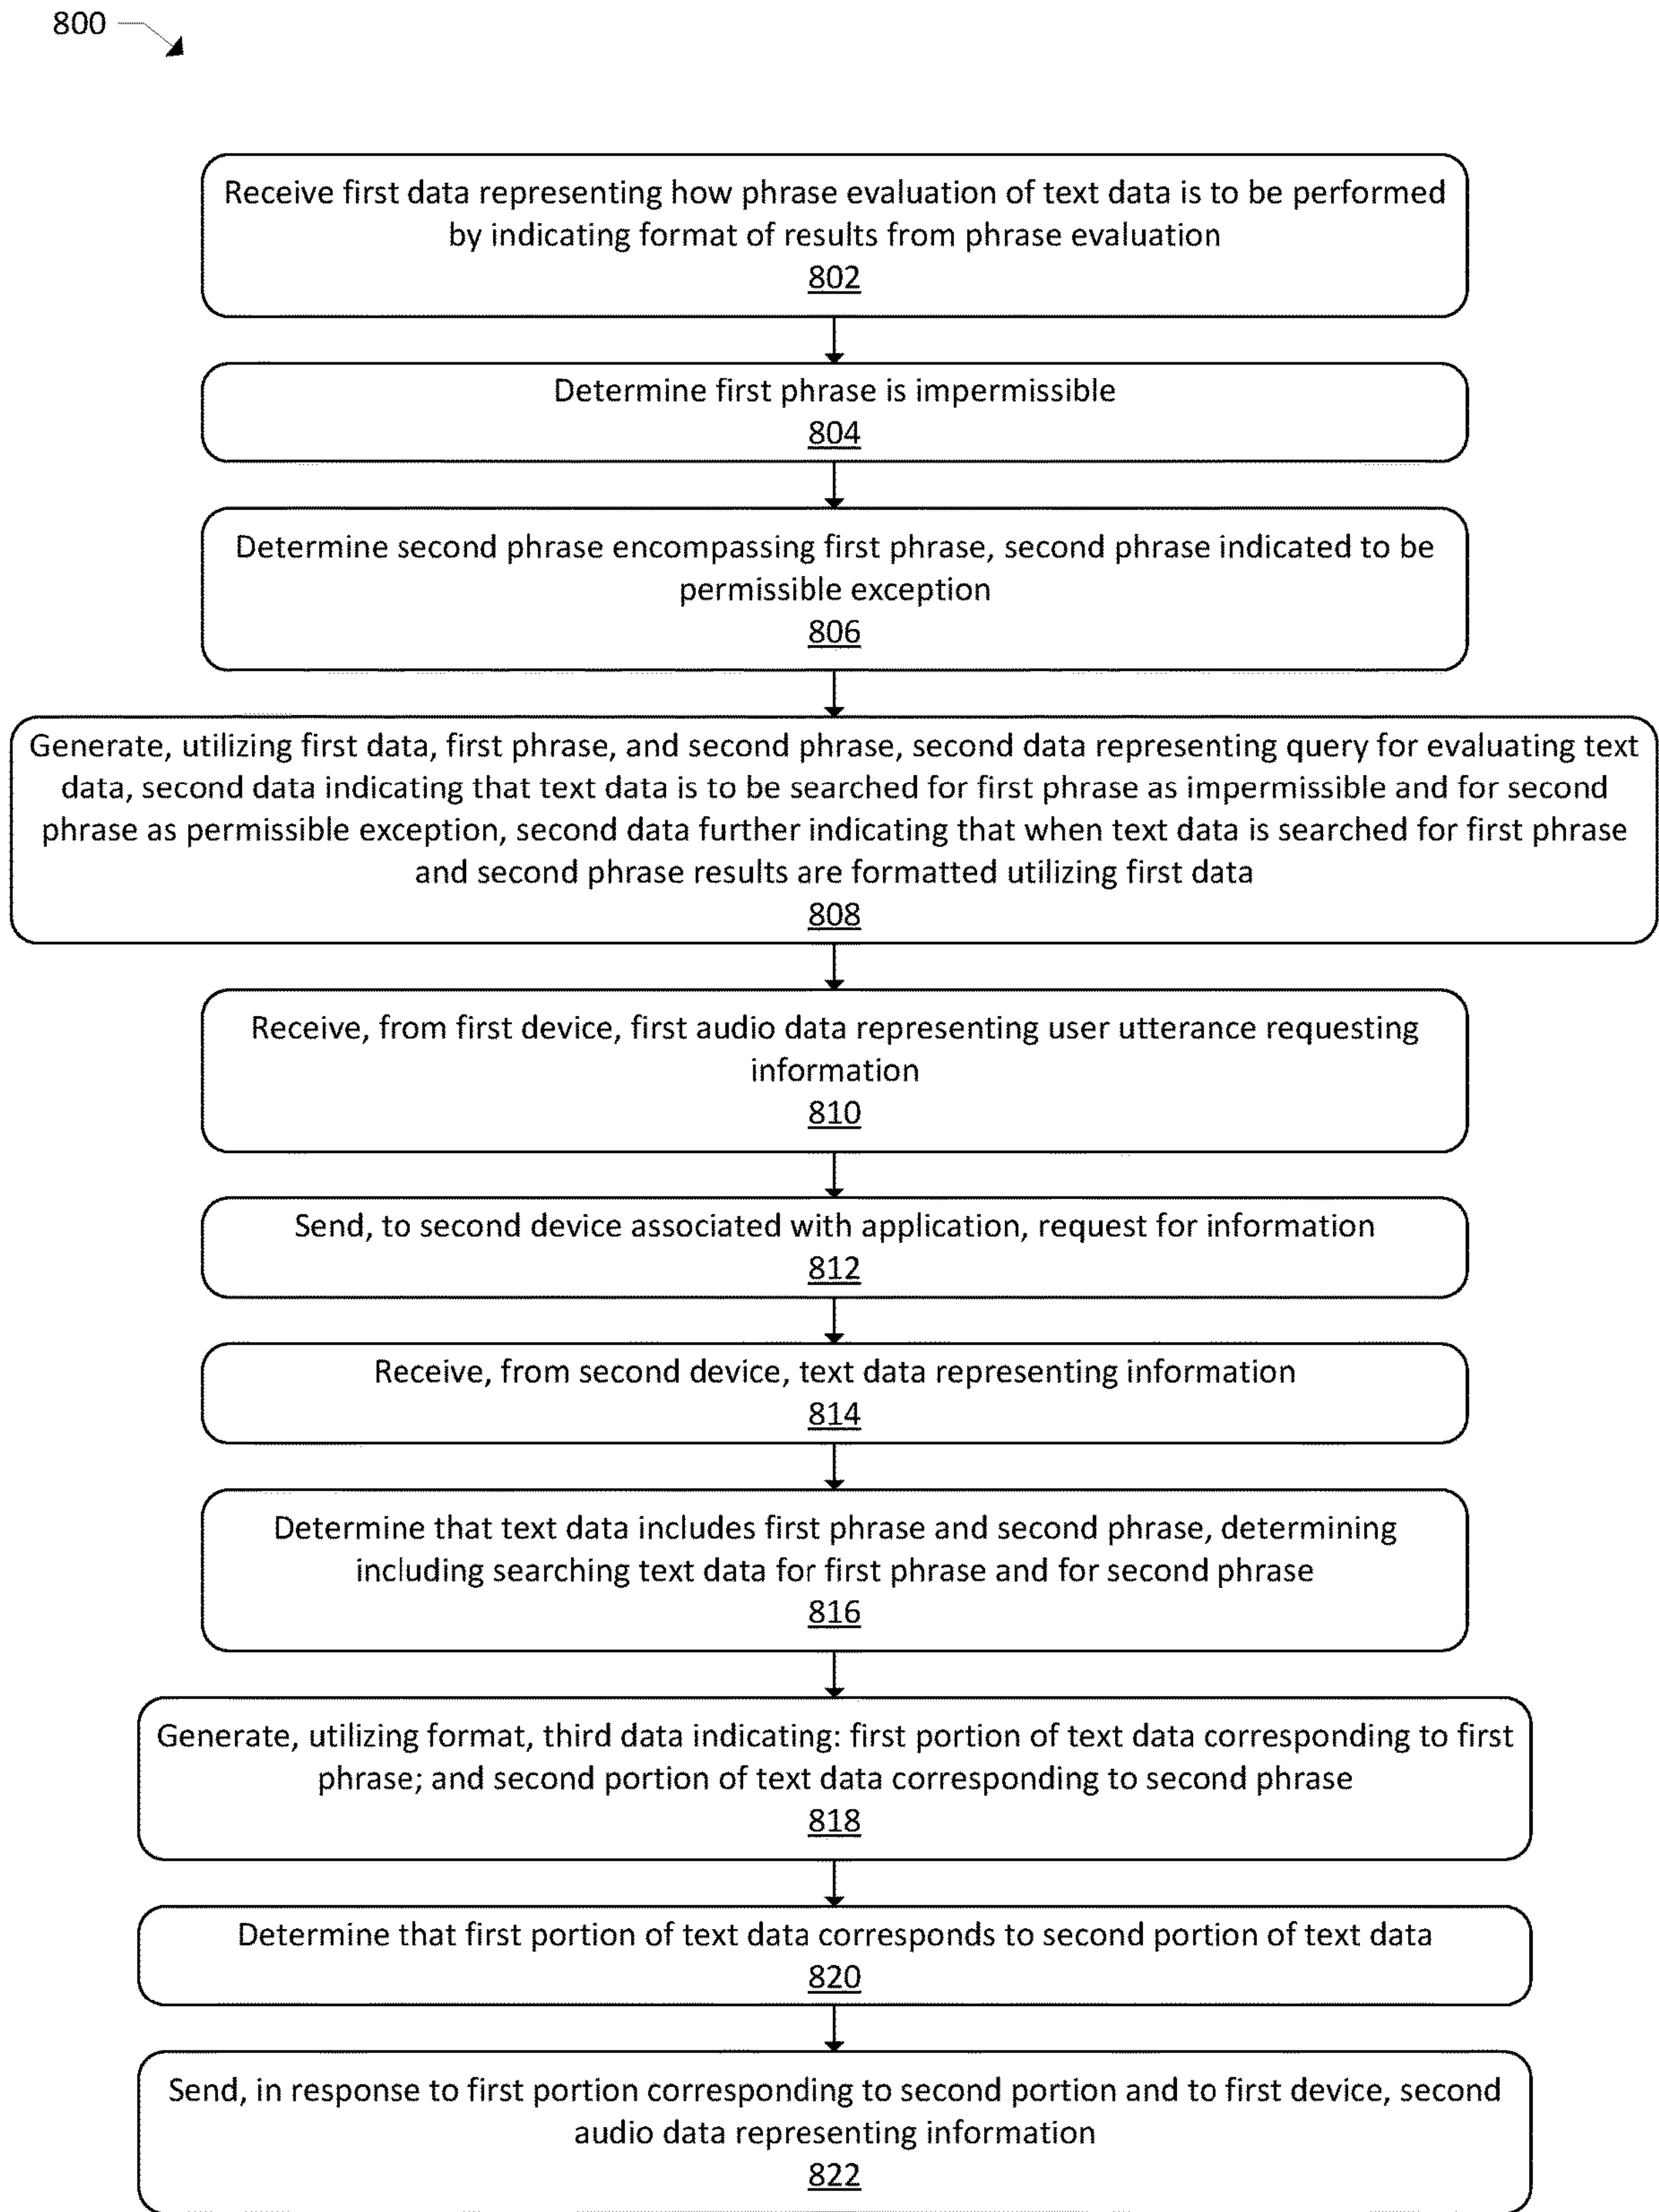 800
Receive first data representing how phrase evaluation of text data is to be performed
by indicating format of results from phrase evaluation
802
Determine first phrase is impermissible
804
Determine second phrase encompassing first phrase, second phrase indicated to be
permissible exception
806
Generate, utilizing first data, first phrase, and second phrase, second data representing query for evaluating text
data, second data indicating that text data is to be searched for first phrase as impermissible and for second
phrase as permissible exception, second data further indicating that when text data is searched for first phrase
and second phrase results are formatted utilizing first data
808
Receive, from first device, first audio data representing user utterance requesting
information
810
Send, to second device associated with application, request for information
812
Receive, from second device, text data representing information
814
Determine that text data includes first phrase and second phrase, determining
including searching text data for first phrase and for second phrase
816
Generate, utilizing format, third data indicating: first portion of text data corresponding to first
phrase; and second portion of text data corresponding to second phrase
818
Determine that first portion of text data corresponds to second portion of text data
820
Send, in response to first portion corresponding to second portion and to first device, second
audio data representing information
822